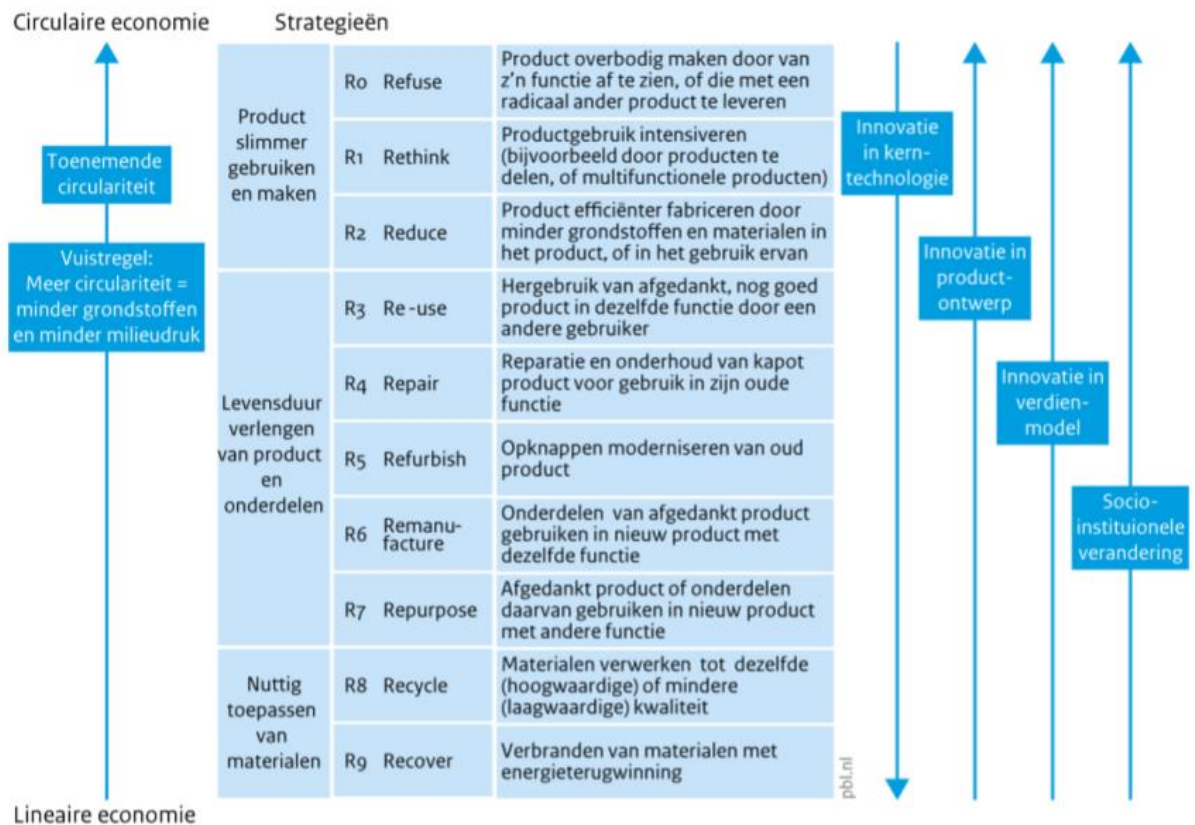 Circulaire economie
Strategieën
Toenemende
circulariteit
Vuistregel:
Meer circulariteit =
minder grondstoffen
en minder milieudruk
Lineaire economie
Product
slimmer
gebruiken
en maken
R0 Refuse
Product overbodig maken door van
z'n functie af te zien, of die met een
radicaal ander product te leveren
R1 Rethink
Productgebruik intensiveren
(bijvoorbeeld door producten te
delen, of multifunctionele producten)
R2 Reduce
Product efficiënter fabriceren door
minder grondstoffen en materialen in
het product, of in het gebruik ervan
Levensduur
verlengen
van product
en
onderdelen
R3 Re-use
Hergebruik van afgedankt, nog goed
product in dezelfde functie door een
andere gebruiker
R4 Repair
Reparatie en onderhoud van kapot
product voor gebruik in zijn oude
functie
R5 Refurbish
Opknappen moderniseren van oud
product
R6 Remanu-
facture
Onderdelen van afgedankt product
gebruiken in nieuw product met
dezelfde functie
R7 Repurpose
Afgedankt product of onderdelen
daarvan gebruiken in nieuw product
met andere functie
Nuttig
toepassen
van
materialen
R8 Recycle
Materialen verwerken tot dezelfde
(hoogwaardige) of mindere
(laagwaardige) kwaliteit
R9 Recover
Verbranden van materialen met
energieterugwinning
pbl.nl
Innovatie
in kern-
technologie
Innovatie in
product-
ontwerp
Innovatie in
verdien-
model
Socio-
instituionele
verandering